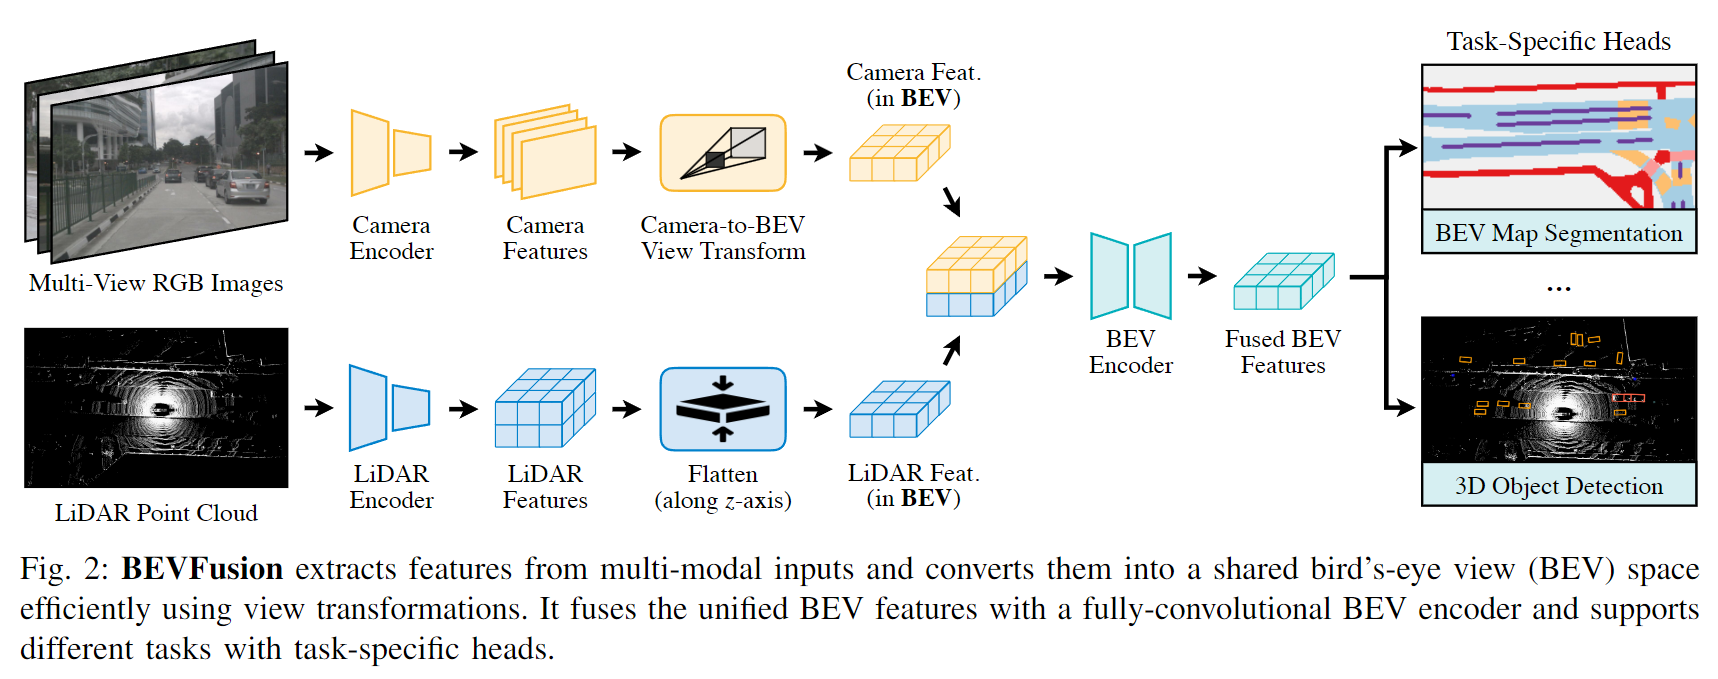 Task-Specific Heads
Camera Feat.
(in BEV)
Camera
Encoder
Camera
Features
Camera-to-BEV
View Transform
BEV Map Segmentation
Multi-View RGB Images
...
BEV
Encoder
Fused BEV
Features
LiDAR
Encoder
LiDAR
Features
Flatten
(along z-axis)
LiDAR Feat.
(in BEV)
3D Object Detection
LiDAR Point Cloud
Fig. 2: BEVFusion extracts features from multi-modal inputs and converts them into a shared bird's-eye view (BEV) space
efficiently using view transformations. It fuses the unified BEV features with a fully-convolutional BEV encoder and supports
different tasks with task-specific heads.